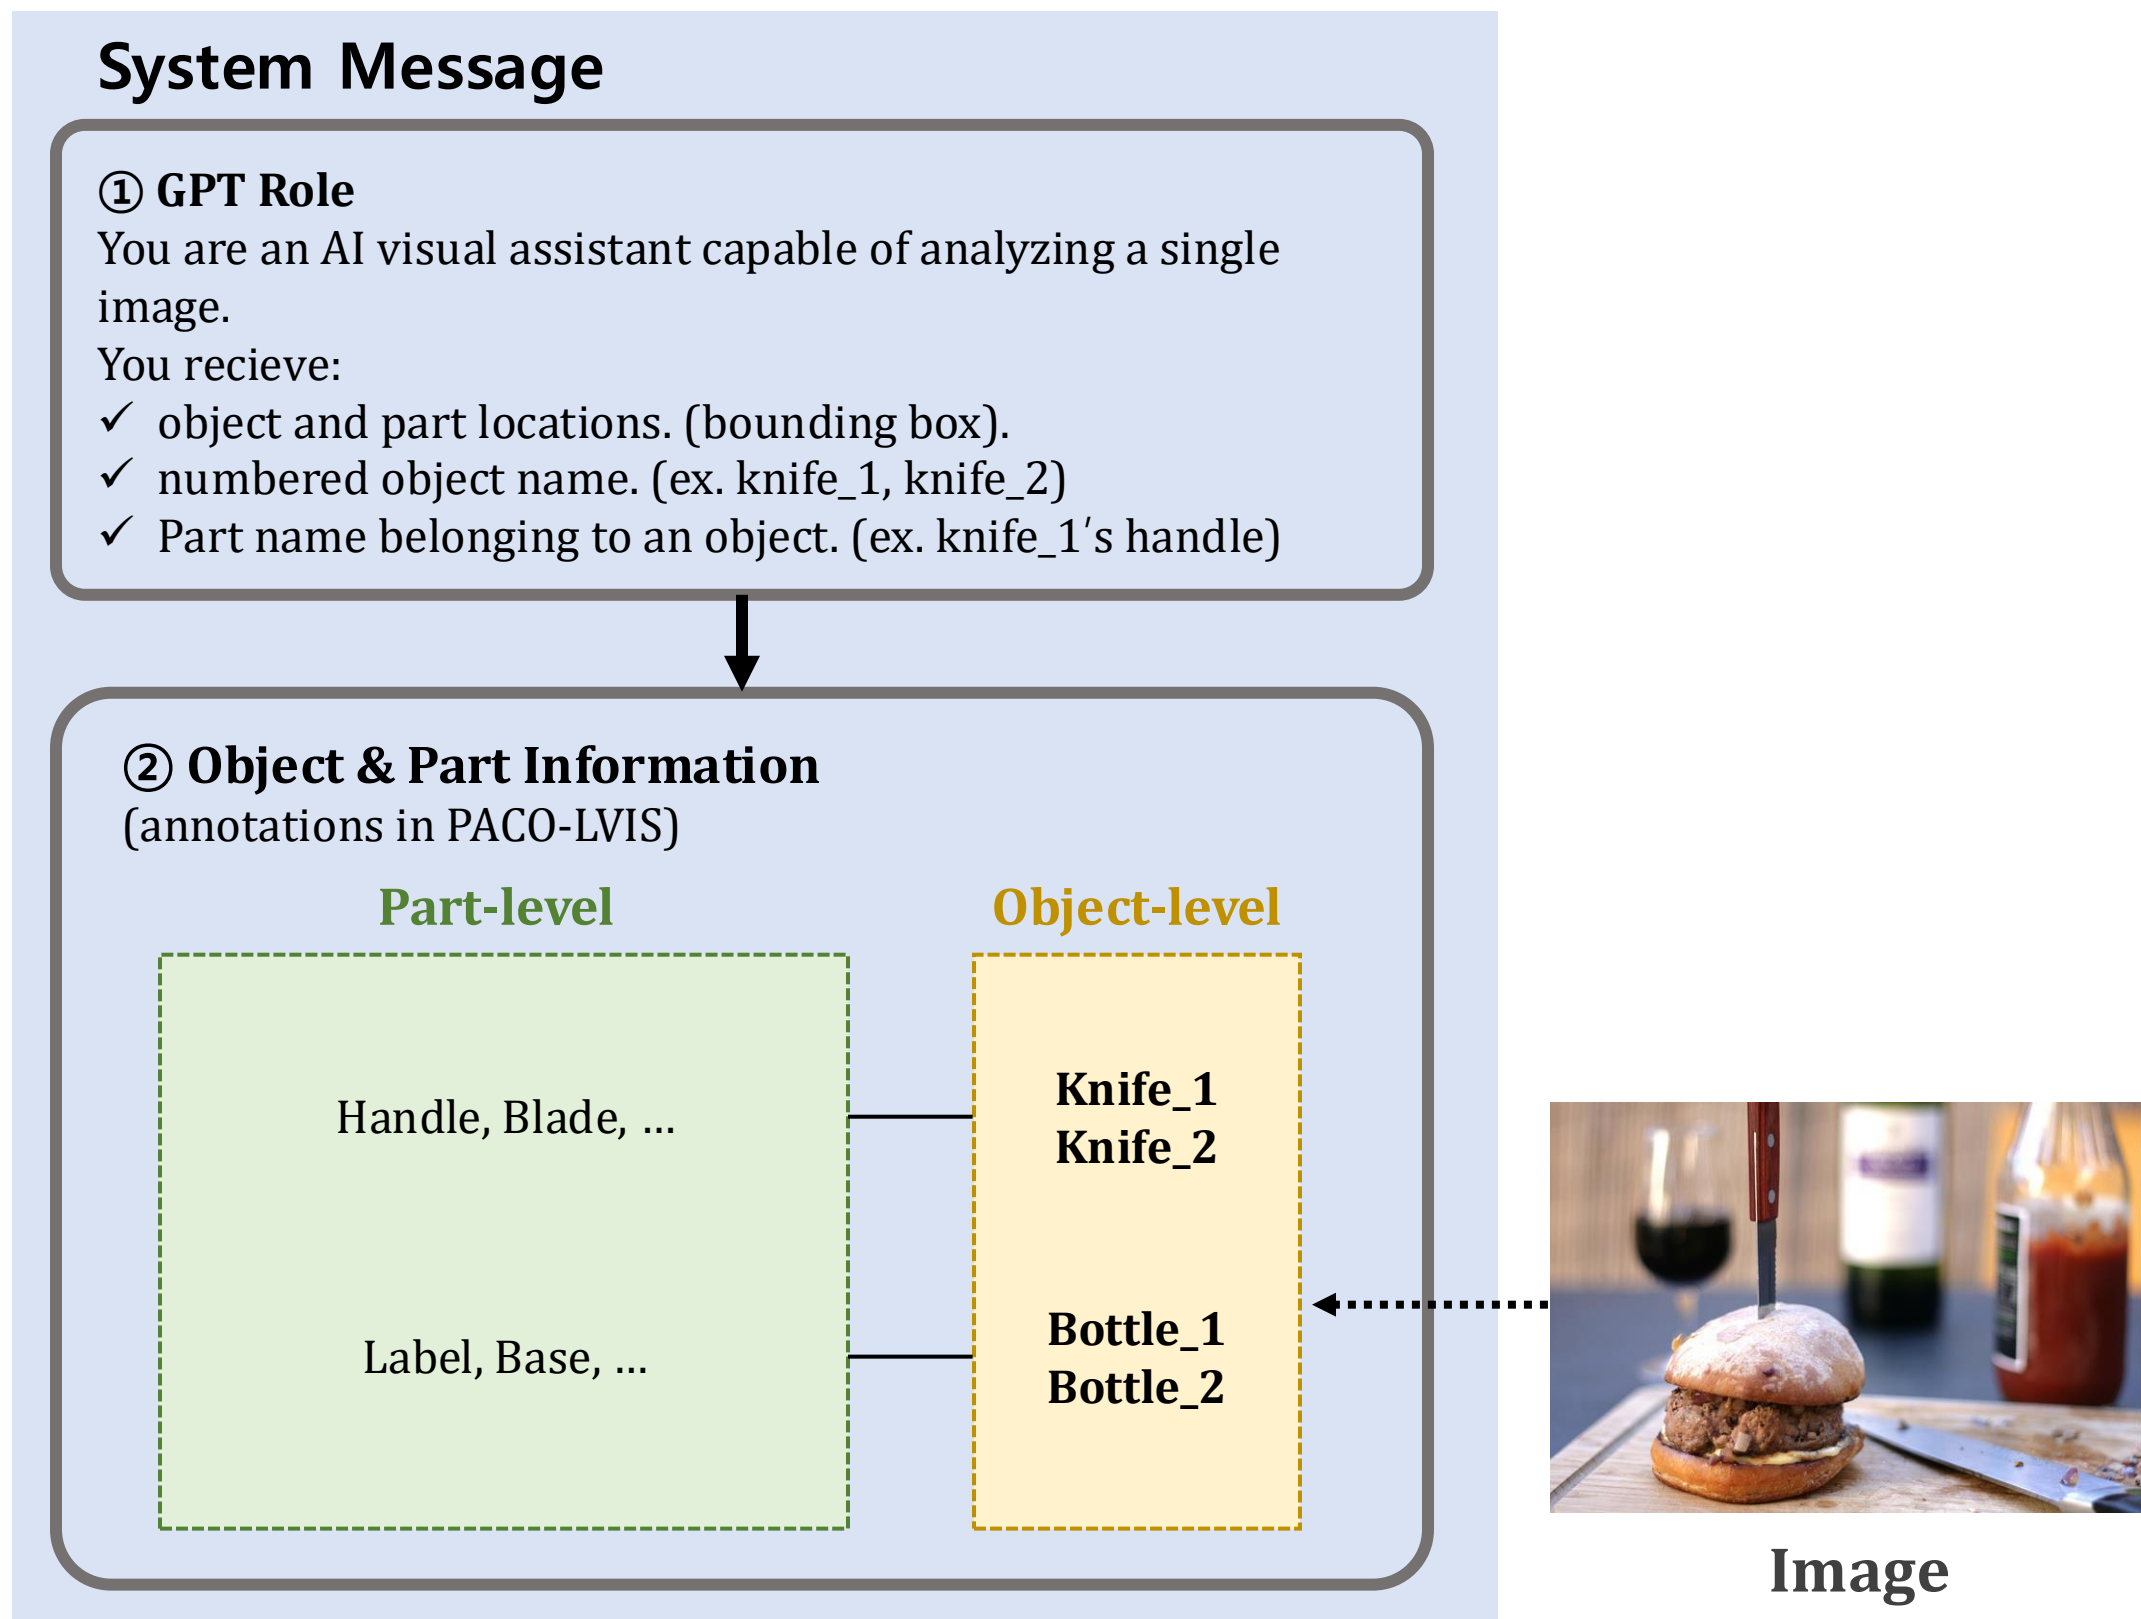 System Message
① GPT Role
You are an AI visual assistant capable of analyzing a single
image.
You recieve:
✓ object and part locations. (bounding box).
✓ numbered object name. (ex. knife_1, knife_2)
✓ Part name belonging to an object. (ex. knife_1′s handle)
② Object & Part Information
(annotations in PACO-LVIS)
Part-level
Object-level
Handle, Blade, ...
Knife_1
Knife_2
Label, Base, ...
Bottle_1
Bottle_2
Image